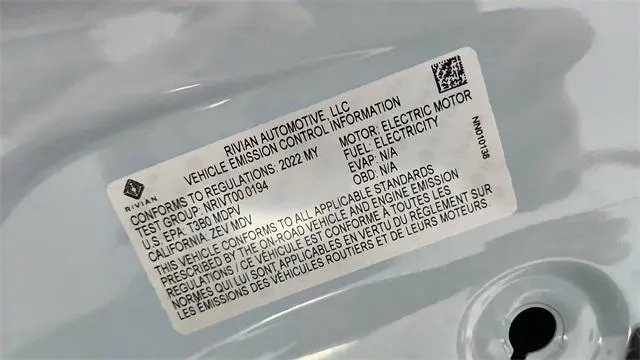 RIVIAN AUTOMOTIVE, LLC
VEHICLE EMISSION CONTROL INFORMATION
RIVIAN
CONFORMS TO REGULATIONS: 2022 MY
TEST GROUP: NRIVT00.0194
U.S. EPA: T3B0 MDPV
CALIFORNIA: ZEV MDV
MOTOR: ELECTRIC MOTOR
FUEL: ELECTRICITY
EVAP: N/A
OBD: N/A
NN010136
THIS VEHICLE CONFORMS TO ALL APPLICABLE STANDARDS
PRESCRIBED BY THE ON-ROAD VEHICLE AND ENGINE EMISSION
REGULATIONS / CE VÉHICULE EST CONFORME À TOUTES LES
NORMES QUI LUI SONT APPLICABLES EN VERTU DU RÈGLEMENT SUR
LES ÉMISSIONS DES VÉHICULES ROUTIERS ET DE LEURS MOTEURS.